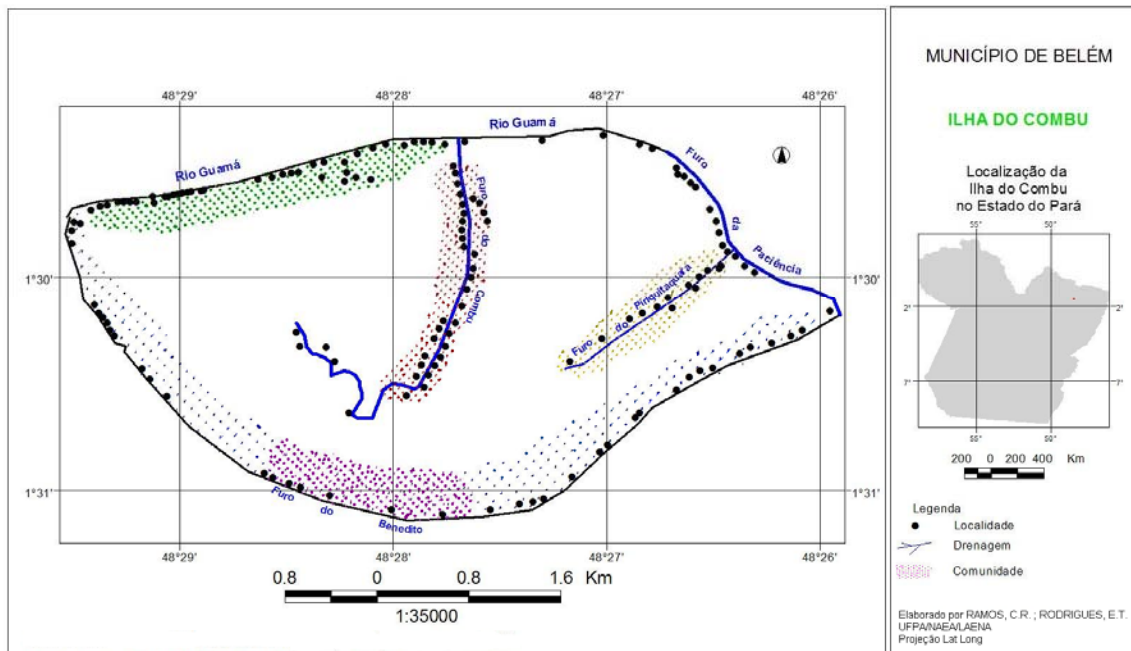 48°29' 48°28' 48°27' 48°26'
Rio Guamá
Rio Guamá
Furo
da
Paciência
Furo
do
Combu
1°30' 1°30'
Furo do Piriquitaquara
1°31' 1°31'
Furo
do
Benedito
48°29' 48°28' 48°27' 48°26'
0.8 0 0.8 1.6 Km
1:35000
MUNICÍPIO DE BELÉM
ILHA DO COMBU
Localização da
Ilha do Combu
no Estado do Pará
55° 50°
2° 2°
7° 7°
55° 50°
200 0 200 400 Km
Legenda
Localidade
Drenagem
Comunidade
Elaborado por RAMOS, C.R. ; RODRIGUES, E.T.
UFPA/NAEA/LAENA
Projeção Lat Long